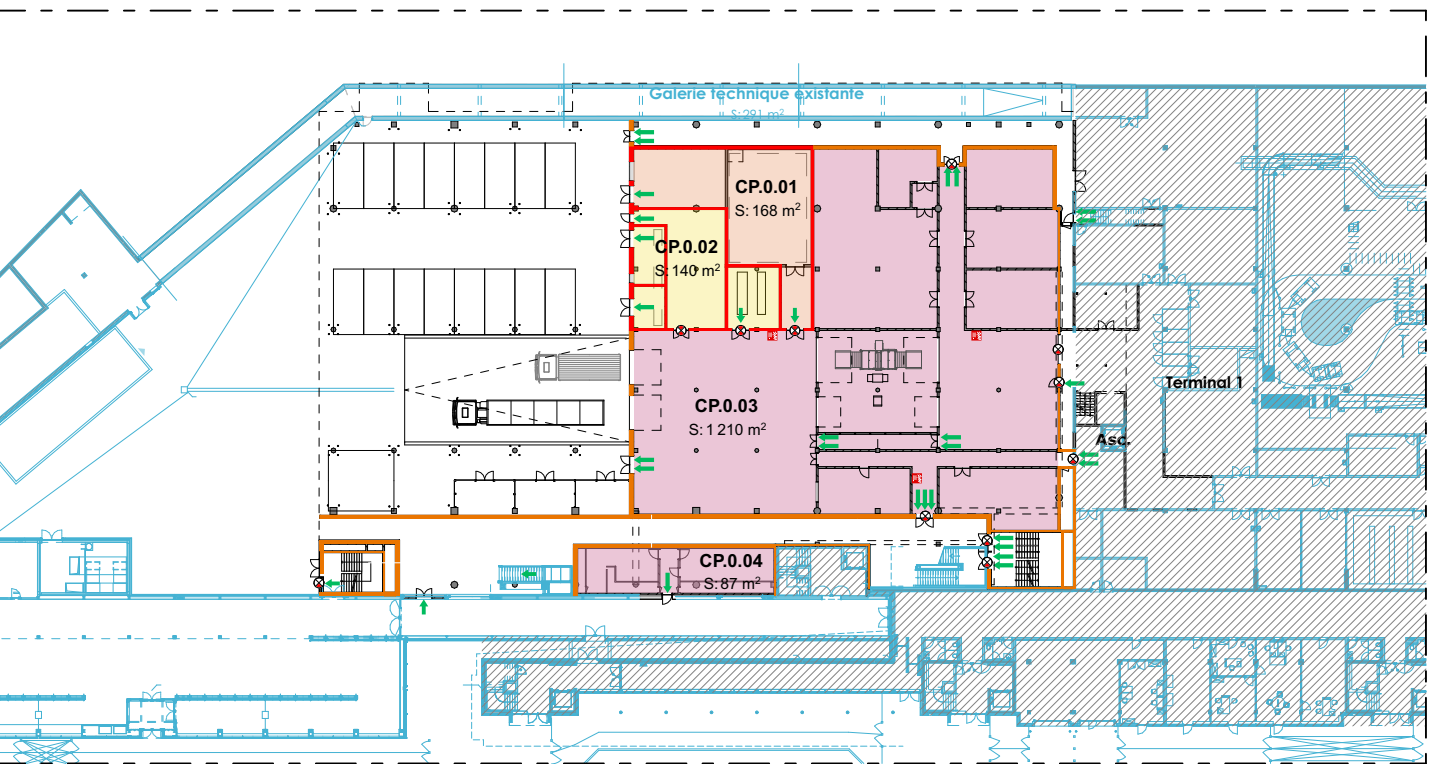 Galerie technique existante
S: 291 m²
CP.0.01
S: 168 m²
CP.0.02
S: 140 m²
Terminal 1
CP.0.03
S: 1 210 m²
Asc.
CP.0.04
S: 87 m²